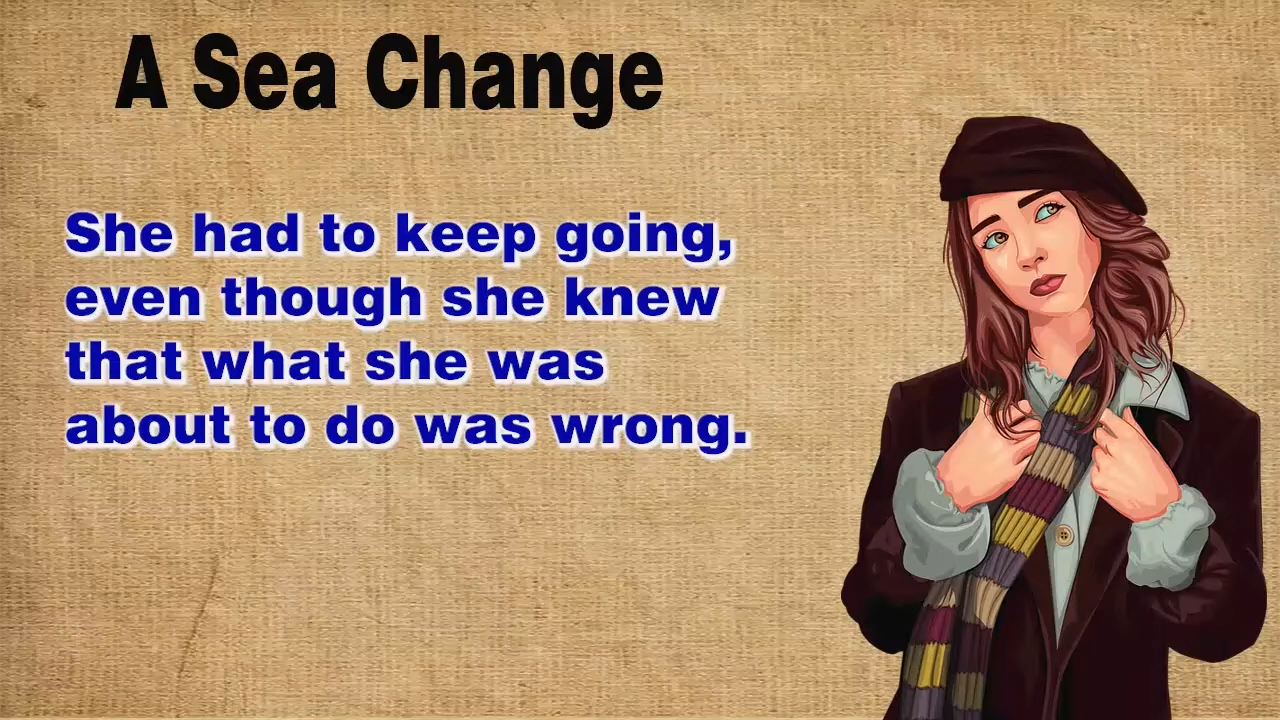 A Sea Change
She had to keep going,
even though she knew
that what she was
about to do was wrong.